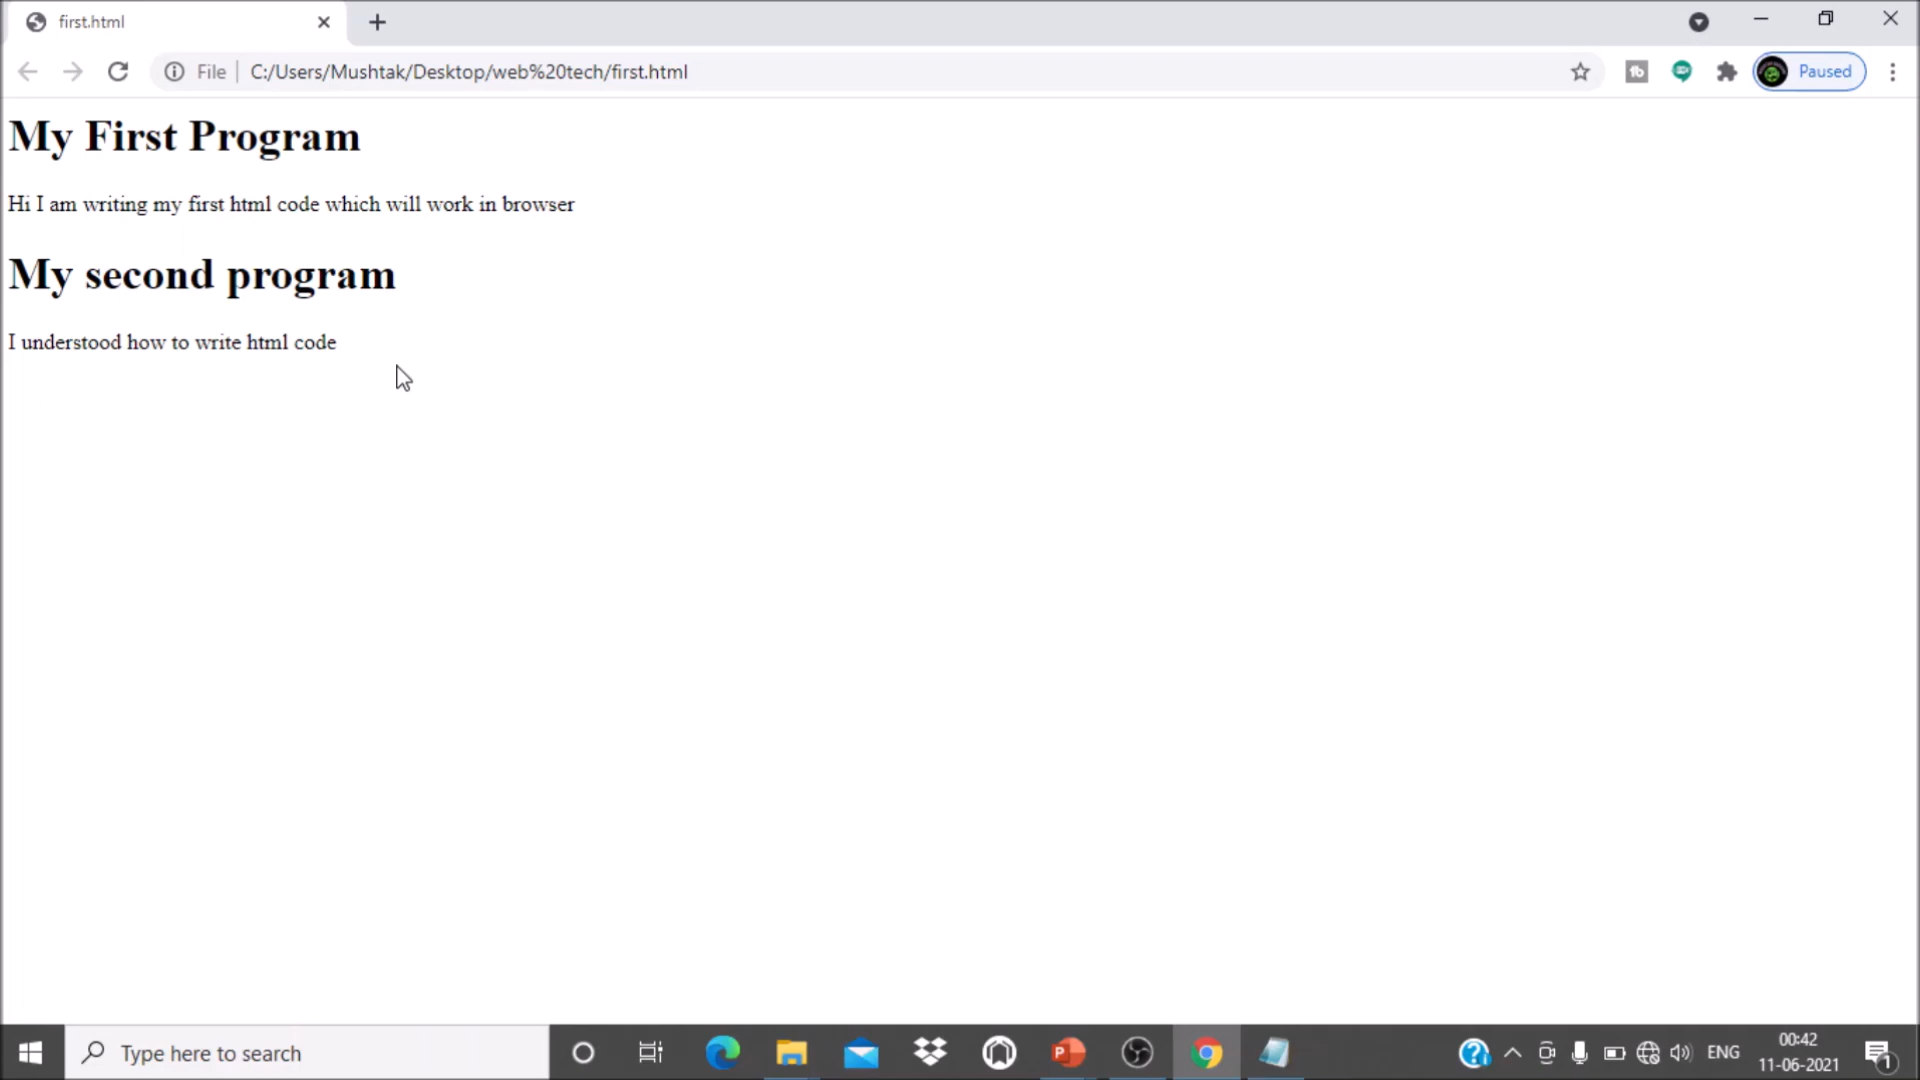 first.html
File C:/Users/Mushtak/Desktop/web%20tech/first.html
Paused
My First Program
Hi I am writing my first html code which will work in browser
My second program
I understood how to write html code
Type here to search
ENG
00:42
11-06-2021
1